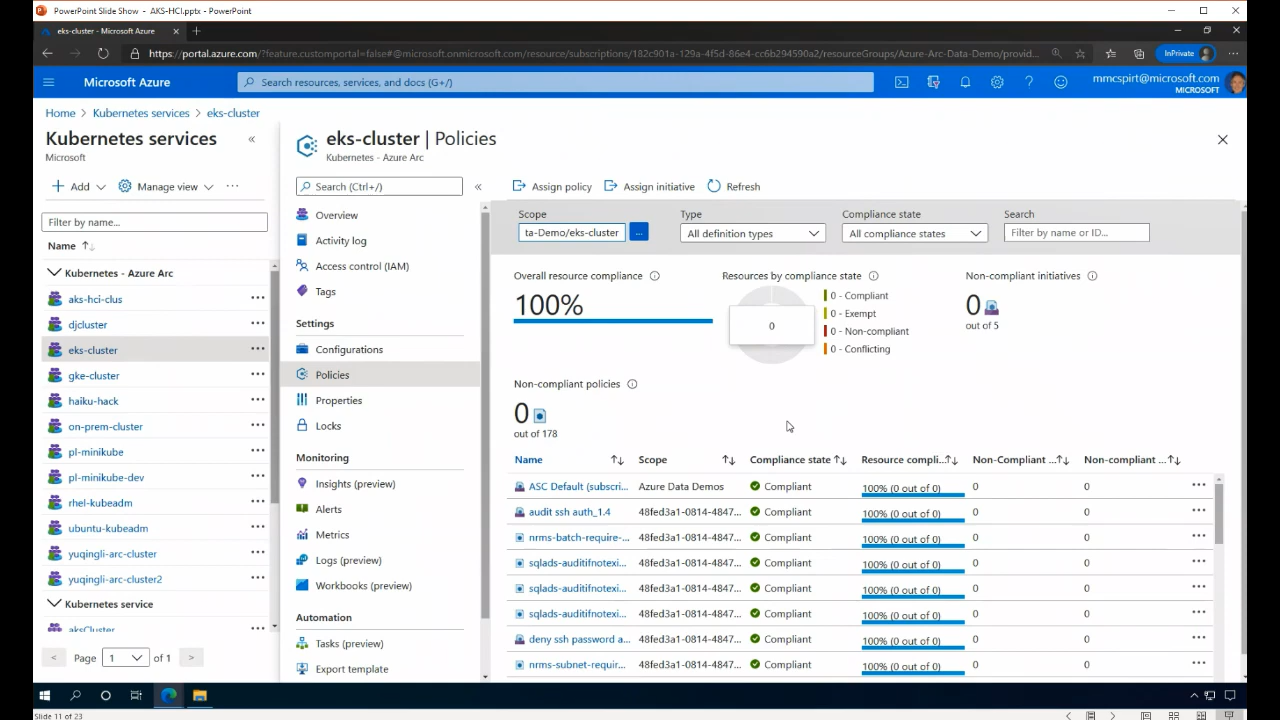 PowerPoint Slide Show - AKS-HCI.pptx - PowerPoint
eks-cluster - Microsoft Azure
https://portal.azure.com/?feature.customportal=false#@microsoft.onmicrosoft.com/resource/subscriptions/182c901a-129a-4f5d-86e4-cc6b294590a2/resourceGroups/Azure-Arc-Data-Demo/provid...
InPrivate
Microsoft Azure
Search resources, services, and docs (G+/)
mmcspirt@microsoft.com
MICROSOFT
Home > Kubernetes services > eks-cluster
Kubernetes services
Microsoft
Add
Manage view
Filter by name...
Name
Kubernetes - Azure Arc
aks-hci-clus
djcluster
eks-cluster
gke-cluster
haiku-hack
on-prem-cluster
pl-minikube
pl-minikube-dev
rhel-kubeadm
ubuntu-kubeadm
yuqingli-arc-cluster
yuqingli-arc-cluster2
Kubernetes service
aksCluster
Page 1 of 1
eks-cluster | Policies
Kubernetes - Azure Arc
Search (Ctrl+/)
Overview
Activity log
Access control (IAM)
Tags
Settings
Configurations
Policies
Properties
Locks
Monitoring
Insights (preview)
Alerts
Metrics
Logs (preview)
Workbooks (preview)
Automation
Tasks (preview)
Export template
Assign policy
Assign initiative
Refresh
Scope
ta-Demo/eks-cluster
...
Type
All definition types
Compliance state
All compliance states
Search
Filter by name or ID...
Overall resource compliance
100%
Resources by compliance state
0
0 - Compliant
0 - Exempt
0 - Non-compliant
0 - Conflicting
Non-compliant initiatives
0
out of 5
Non-compliant policies
0
out of 178
Name Scope Compliance state Resource compli... Non-Compliant ... Non-compliant ...
ASC Default (subscri... Azure Data Demos Compliant 100% (0 out of 0) 0 0
audit ssh auth_1.4 48fed3a1-0814-4847... Compliant 100% (0 out of 0) 0 0
nrms-batch-require-... 48fed3a1-0814-4847... Compliant 100% (0 out of 0) 0 0
sqlads-auditifnotexi... 48fed3a1-0814-4847... Compliant 100% (0 out of 0) 0 0
sqlads-auditifnotexi... 48fed3a1-0814-4847... Compliant 100% (0 out of 0) 0 0
sqlads-auditifnotexi... 48fed3a1-0814-4847... Compliant 100% (0 out of 0) 0 0
deny ssh password a... 48fed3a1-0814-4847... Compliant 100% (0 out of 0) 0 0
nrms-subnet-requir... 48fed3a1-0814-4847... Compliant 100% (0 out of 0) 0 0
Slide 11 of 23